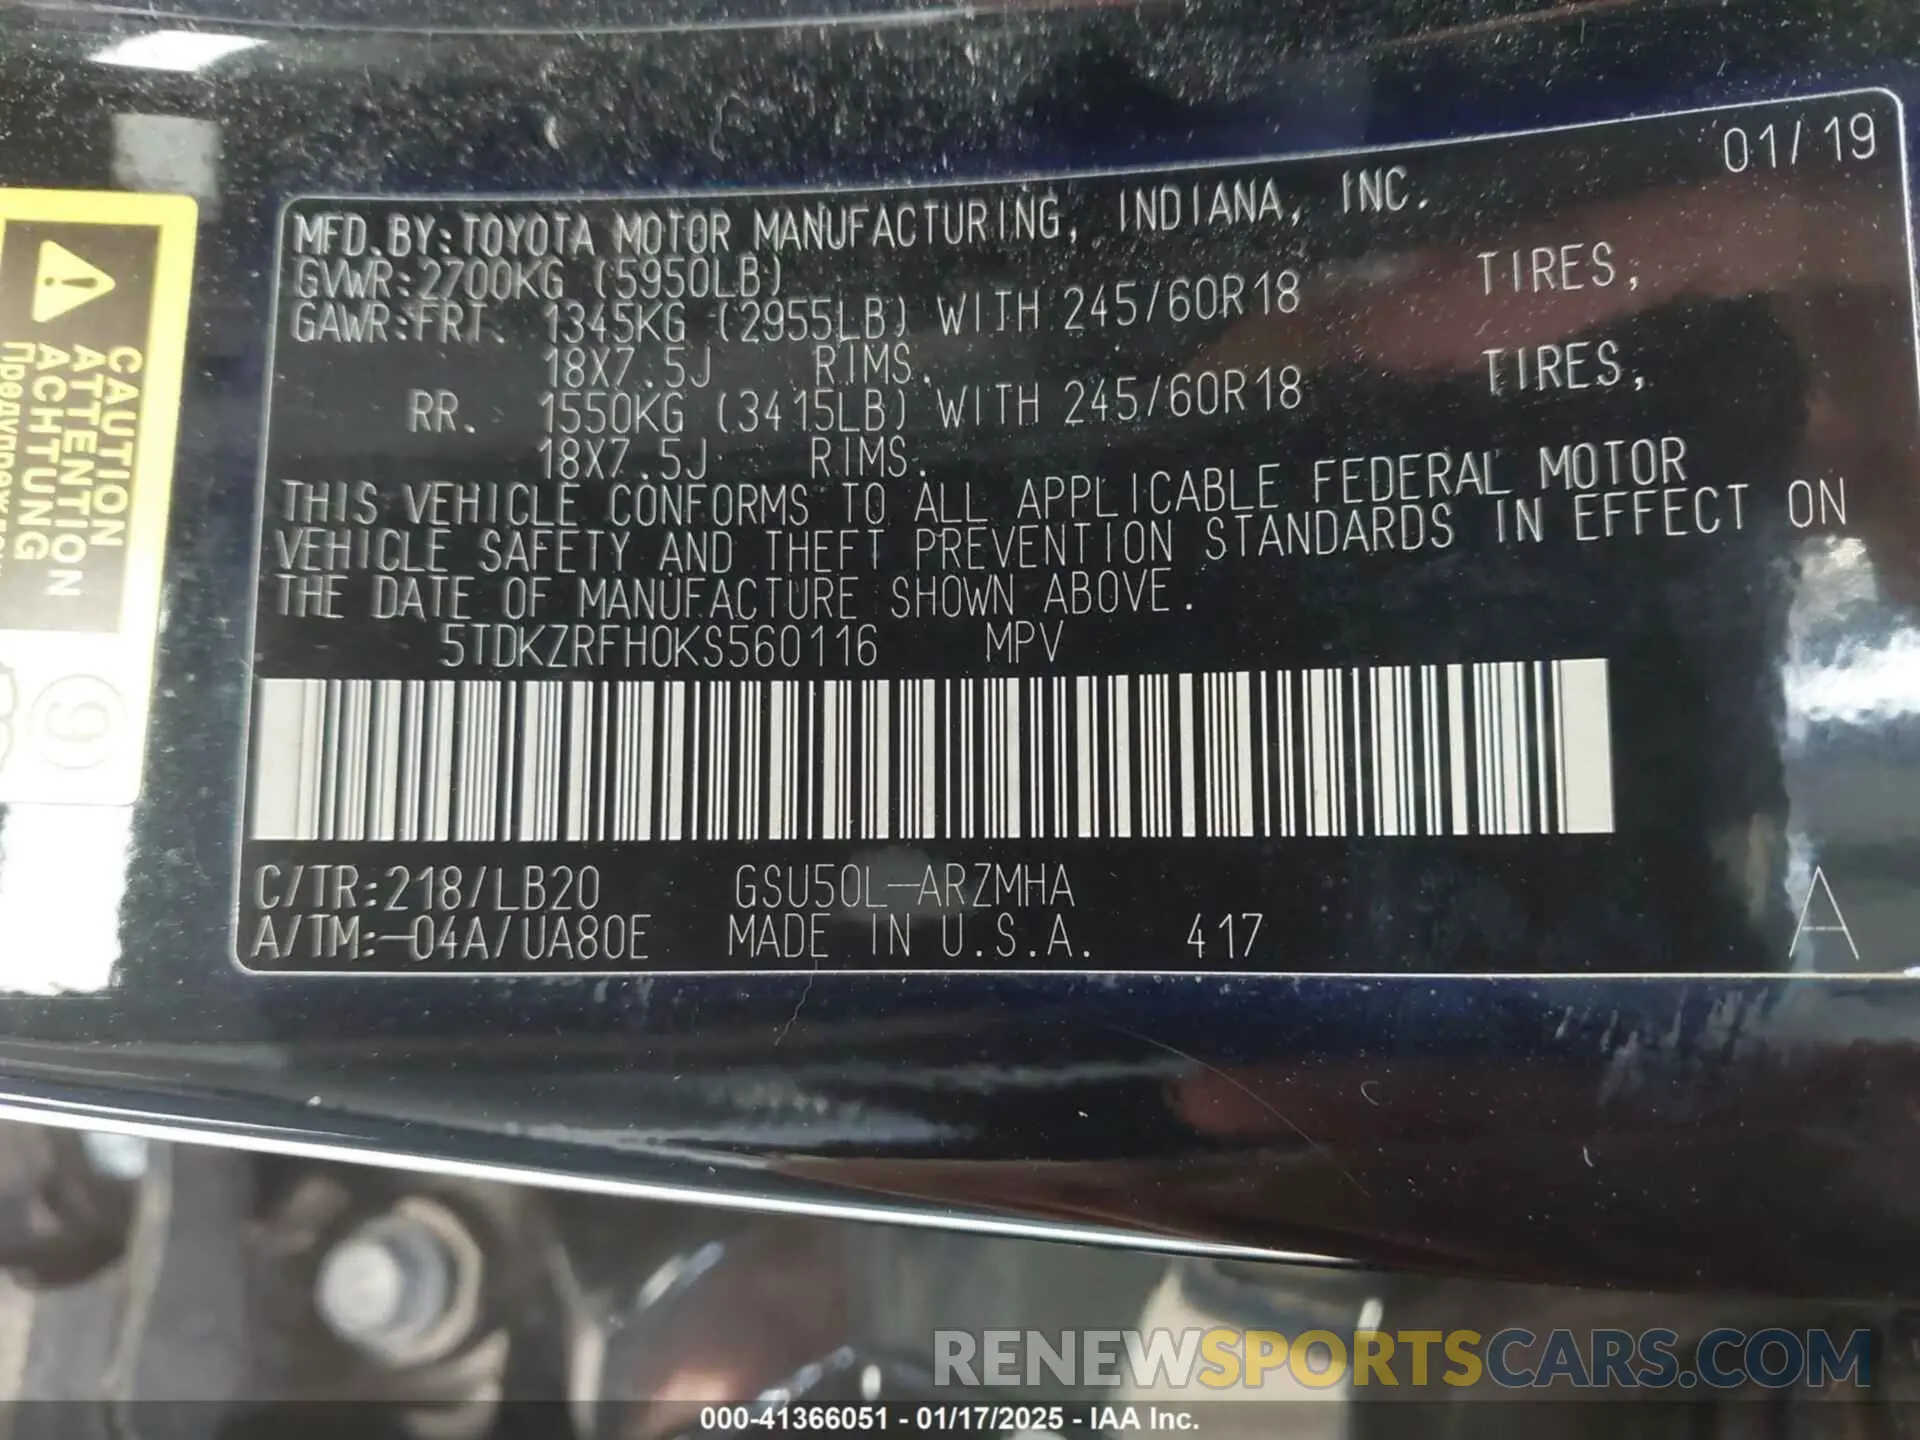 01/19
MFD.BY:TOYOTA MOTOR MANUFACTURING, INDIANA, INC.
GVWR:2700KG (5950LB)
GAWR:FRT. 1345KG (2955LB) WITH 245/60R18 TIRES,
18X7.5J RIMS.
RR. 1550KG (3415LB) WITH 245/60R18 TIRES,
18X7.5J RIMS.
THIS VEHICLE CONFORMS TO ALL APPLICABLE FEDERAL MOTOR
VEHICLE SAFETY AND THEFT PREVENTION STANDARDS IN EFFECT ON
THE DATE OF MANUFACTURE SHOWN ABOVE.
5TDKZRFH0KS560116 MPV
C/TR:218/LB20 GSU50L-ARZMHA
A/TM:-04A/UA80E MADE IN U.S.A. 417 A
CAUTION
ATTENTION
ACHTUNG
RENEWSPORTSCARS.COM
000-41366051 - 01/17/2025 - IAA Inc.